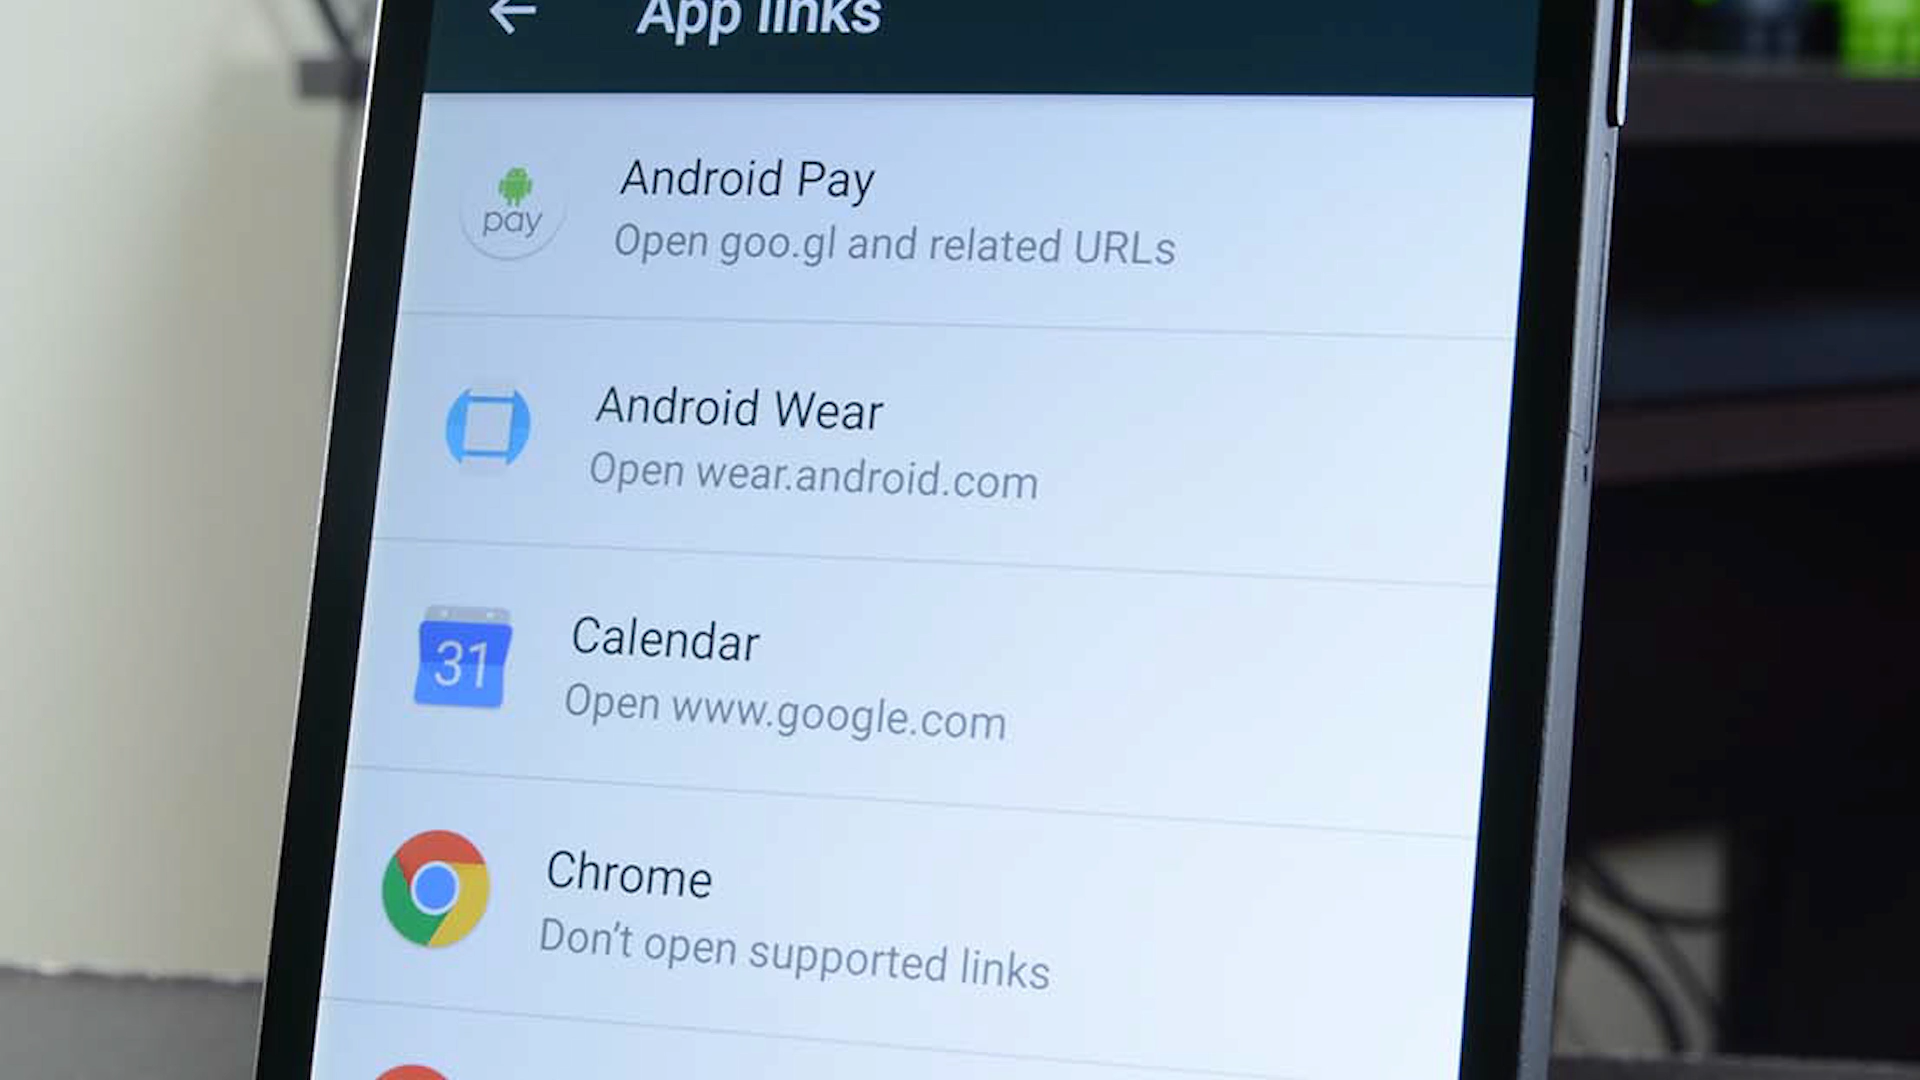 App links
pay
Android Pay
Open goo.gl and related URLs
Android Wear
Open wear.android.com
31
Calendar
Open www.google.com
Chrome
Don't open supported links